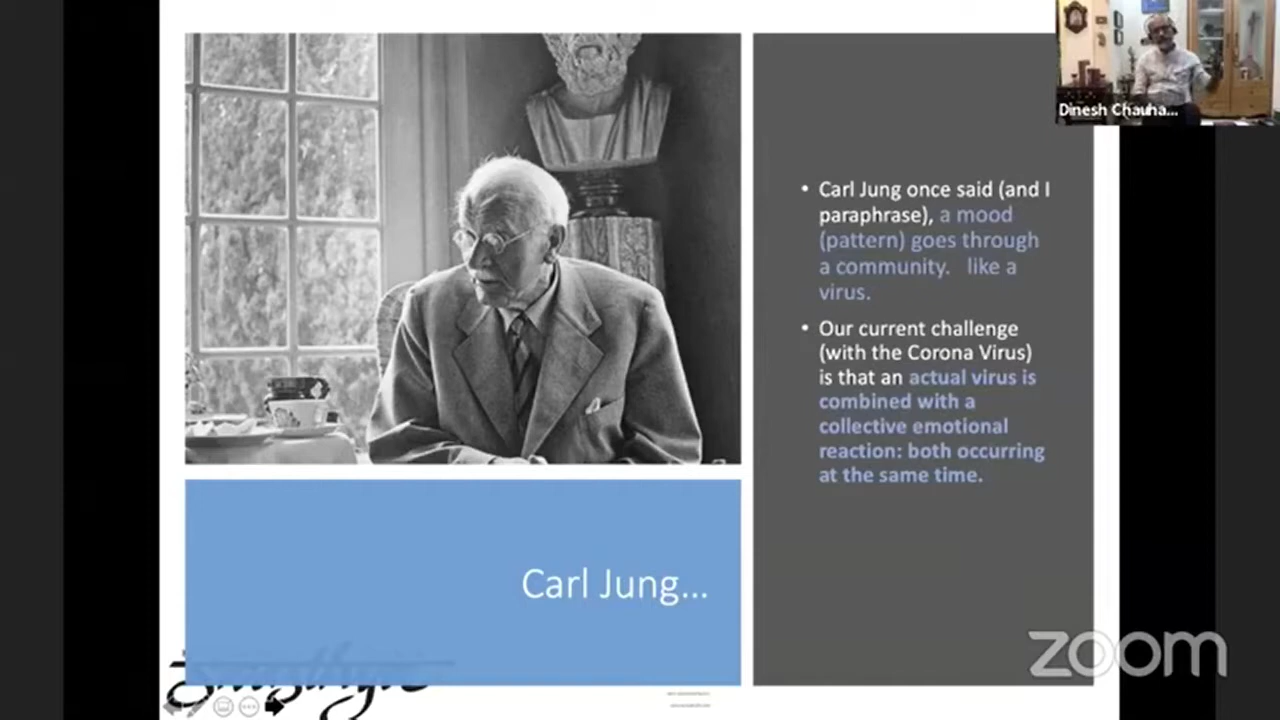 Dinesh Chauha...
• Carl Jung once said (and I
paraphrase), a mood
(pattern) goes through
a community. like a
virus.
• Our current challenge
(with the Corona Virus)
is that an actual virus is
combined with a
collective emotional
reaction: both occurring
at the same time.
Carl Jung...
zoom